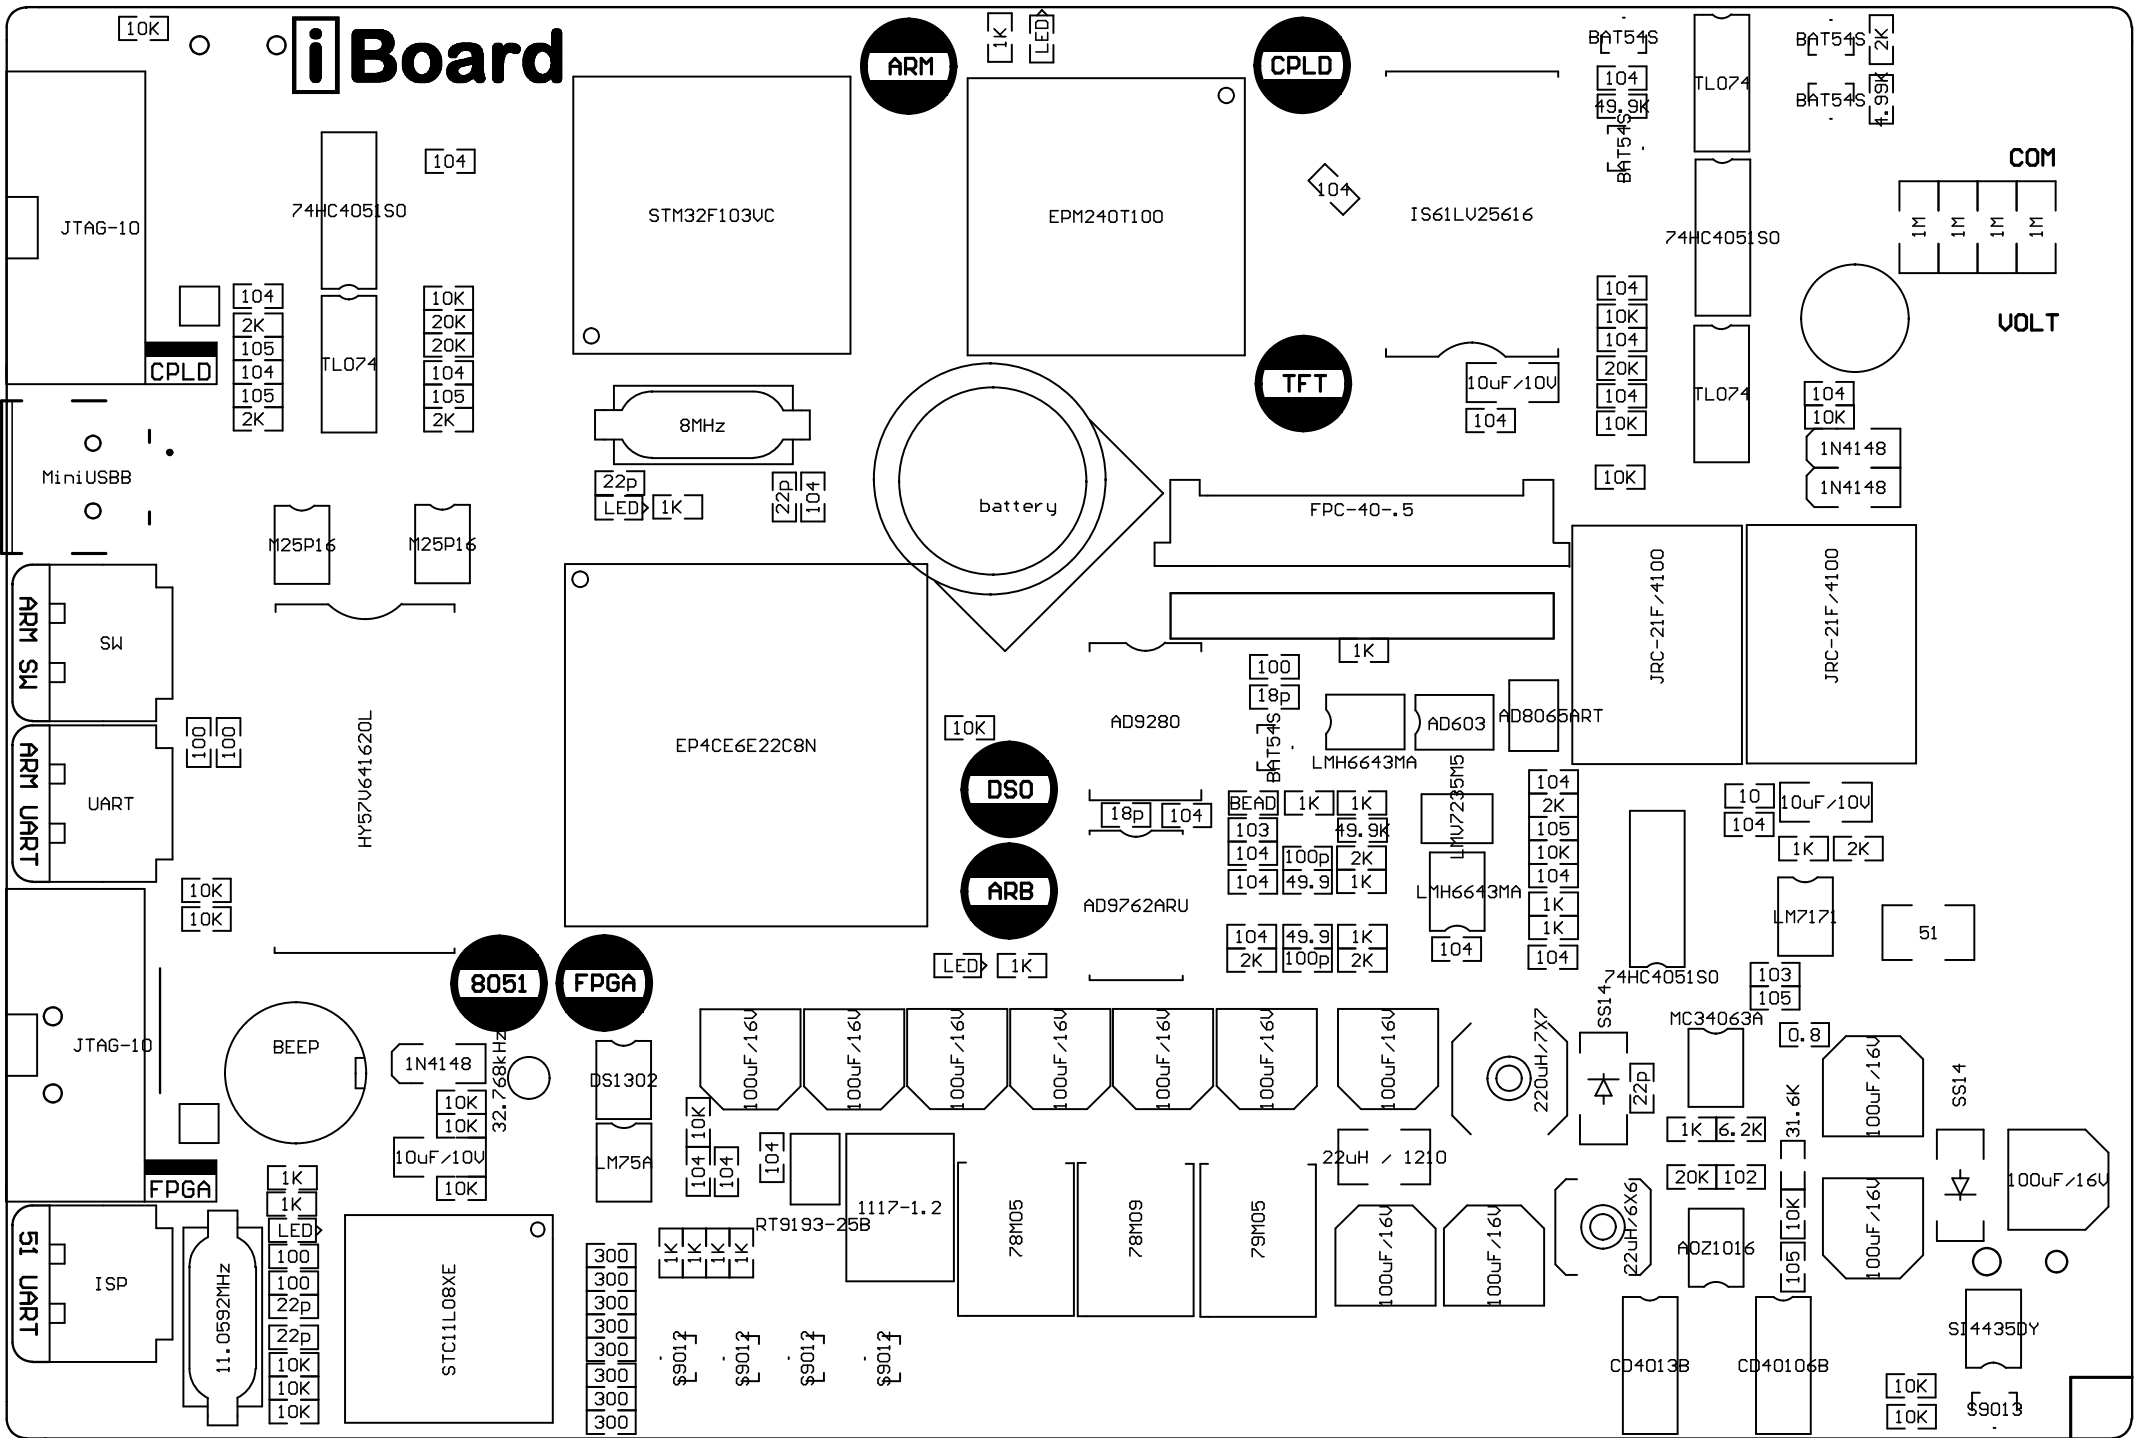 10K
i Board
ARM
1K
LED
CPLD
BAT54S
BAT54S
2K
104
TL074
49.9K
BAT54S
4.99K
BAT54S
COM
104
74HC4051SO
JTAG-10
STM32F103VC
EPM240T100
104
IS61LV25616
74HC4051SO
1M
1M
1M
1M
VOLT
104
2K
105
104
105
2K
TL074
10K
20K
20K
104
105
2K
CPLD
8MHz
TFT
10uF/10V
104
104
10K
104
20K
104
10K
TL074
104
10K
1N4148
1N4148
10K
MiniUSBB
22p
LED
1K
22p
104
battery
FPC-40-.5
M25P16
M25P16
JRC-21F/4100
JRC-21F/4100
ARM SW
SW
100
100
HY57V641620L
EP4CE6E22C8N
10K
AD9280
1K
100
18p
BAT54S
LMH6643MA
AD603
AD8065ART
ARM UART
UART
DSO
18p
104
BEAD
1K
1K
103
49.9K
104
100p
2K
104
49.9
1K
LMV7235M5
104
2K
105
10K
104
1K
1K
104
10
104
10uF/10V
1K
2K
10K
10K
ARB
AD9762ARU
LMH6643MA
104
LM7171
51
104
49.9
1K
2K
100p
2K
LED
1K
74HC4051SO
103
105
8051
FPGA
JTAG-10
BEEP
1N4148
32.768kHz
10K
10K
10uF/10V
10K
DS1302
LM75A
100uF/16V
100uF/16V
100uF/16V
100uF/16V
100uF/16V
100uF/16V
100uF/16V
220uH/7X7
SS14
22p
MC34063A
0.8
100uF/16V
SS14
10K
104
104
104
RT9193-25B
1117-1.2
78M05
78M09
79M05
22uH / 1210
1K
6.2K
31.6K
20K
102
10K
105
100uF/16V
100uF/16V
FPGA
1K
1K
LED
100
100
22p
22p
10K
10K
10K
51 UART
ISP
11.0592MHz
STC11L08XE
300
300
300
300
300
300
300
300
1K
1K
1K
1K
S9012
S9012
S9012
S9012
100uF/16V
100uF/16V
22uH/6X6
AOZ1016
CD4013B
CD40106B
SI4435DY
10K
10K
S9013